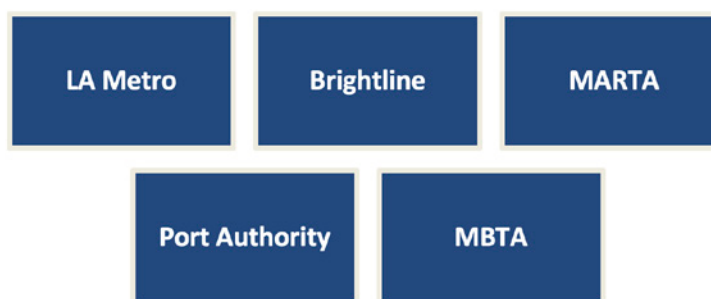 LA Metro
Brightline
MARTA
Port Authority
MBTA